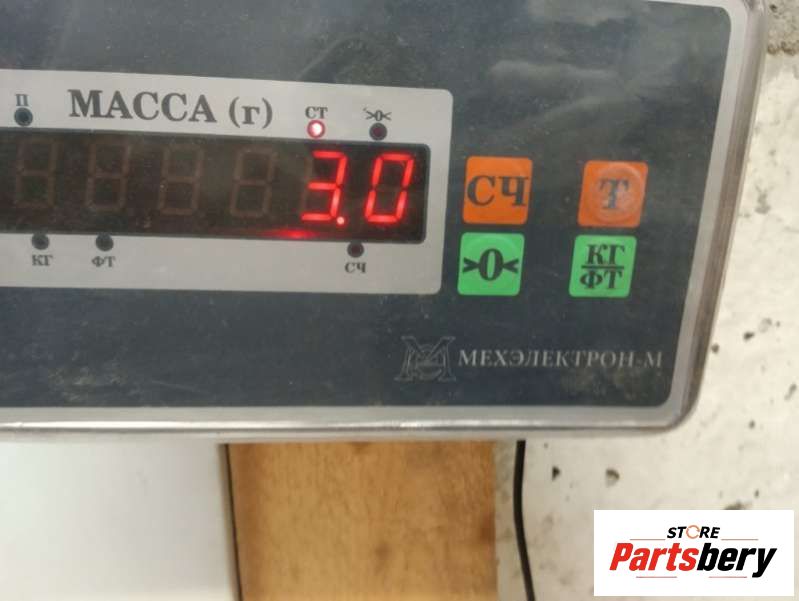 П
МАССА (г)
СТ
>0<
3.0
КГ
ФТ
СЧ
СЧ
Т
>0<
КГ
ФТ
МЕХЭЛЕКТРОН-М
STORE
Partsbery